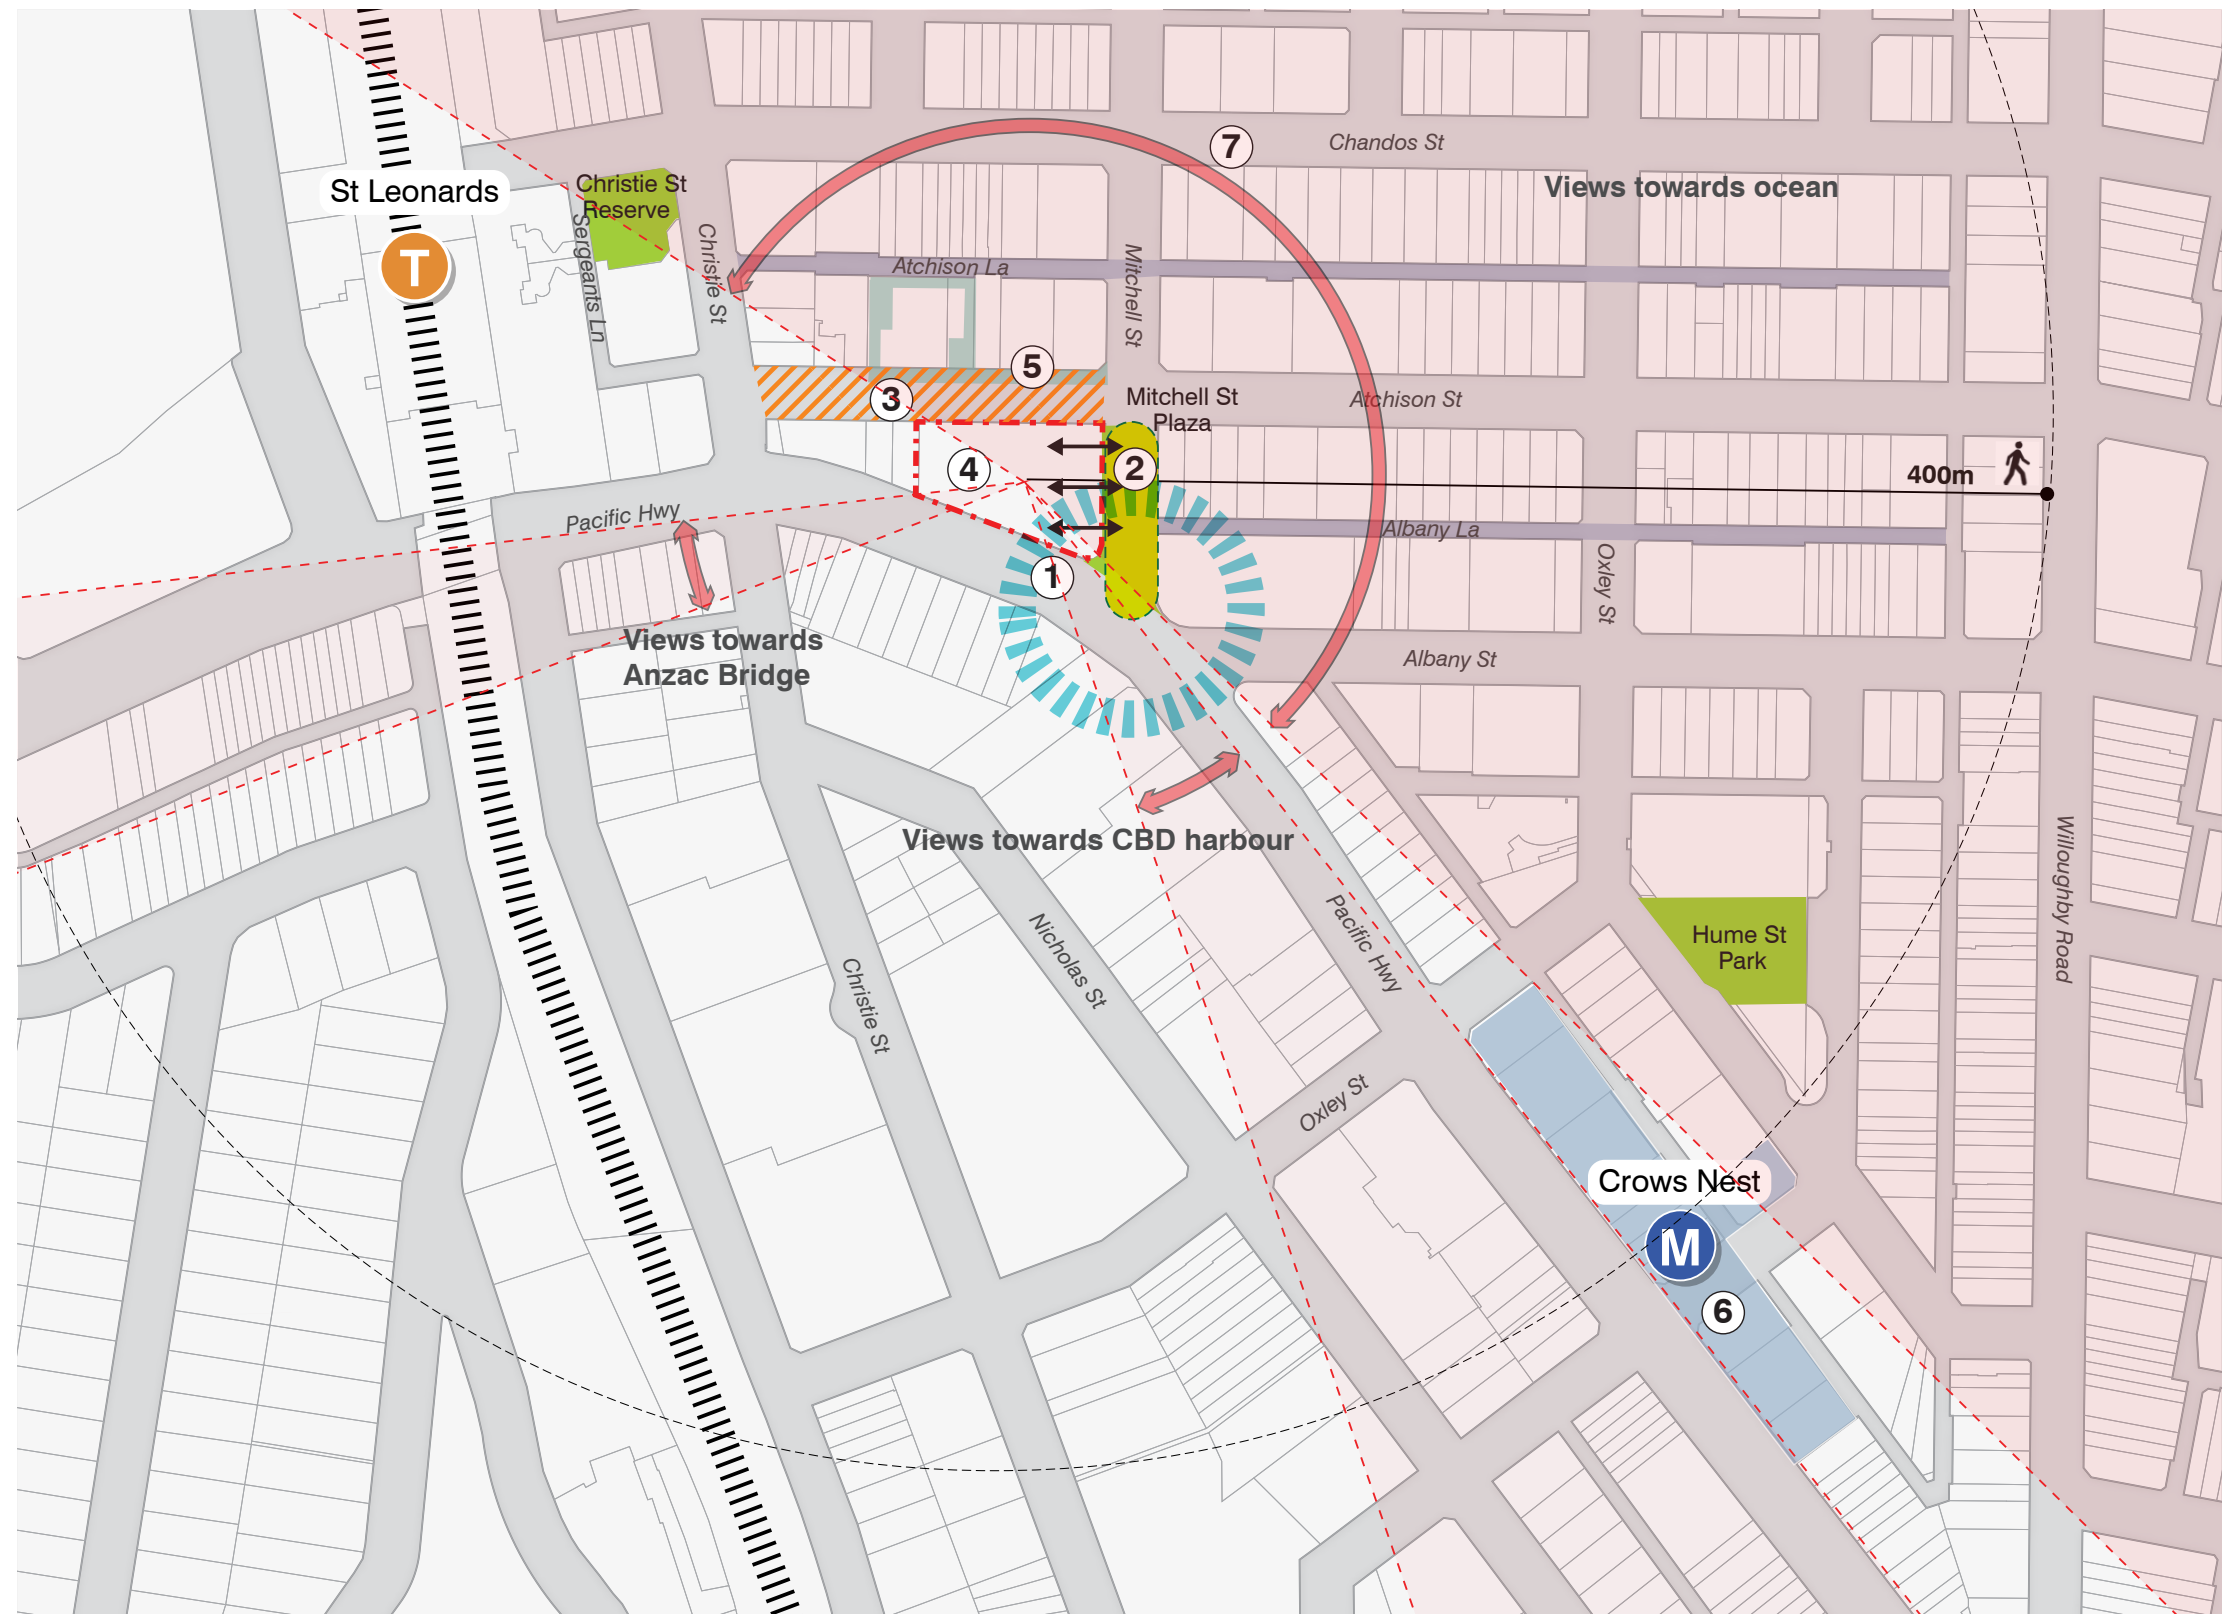 Chandos St
7
Views towards ocean
St Leonards
T
Christie St
Reserve
Sergeants Ln
Christie St
Atchison La
Mitchell St
5
3
Mitchell St
Plaza
Atchison St
4
2
400m
Pacific Hwy
Albany La
1
Oxley St
Views towards
Anzac Bridge
Albany St
Views towards CBD harbour
Willoughby Road
Pacific Hwy
Nicholas St
Christie St
Hume St
Park
Oxley St
Crows Nest
M
6